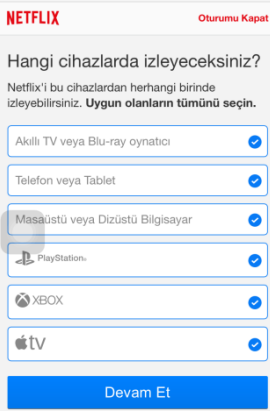 NETFLIX
Oturumu Kapat
Hangi cihazlarda izleyeceksiniz?
Netflix'i bu cihazlardan herhangi birinde
izleyebilirsiniz. Uygun olanların tümünü seçin.
Akıllı TV veya Blu-ray oynatıcı
Telefon veya Tablet
Masaüstü veya Dizüstü Bilgisayar
PlayStation®
XBOX
tv
Devam Et